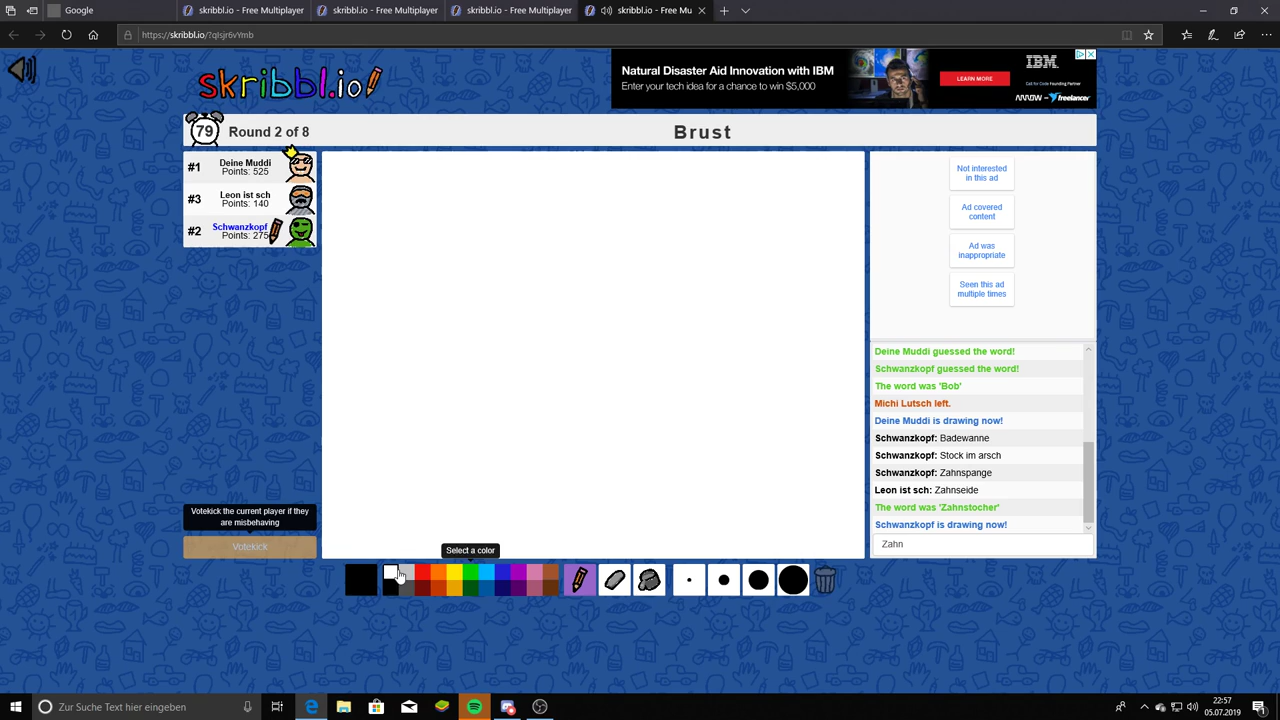 skribbl.io - Free Multiplayer
skribbl.io - Free Multiplayer
skribbl.io - Free Multiplayer
skribbl.io - Free Mu
https://skribbl.io/?qIsjr6vYmb
skribbl.io
Natural Disaster Aid Innovation with IBM
Enter your tech idea for a chance to win $5,000
LEARN MORE
IBM
Call for Code Founding Partner
ARROW
freelancer
79
Round 2 of 8
Brust
#1
Deine Muddi
Points: 525
#3
Leon ist sch
Points: 140
#2
Schwanzkopf
Points: 275
Not interested
in this ad
Ad covered
content
Ad was
inappropriate
Seen this ad
multiple times
Deine Muddi guessed the word!
Schwanzkopf guessed the word!
The word was 'Bob'
Michi Lutsch left.
Deine Muddi is drawing now!
Schwanzkopf: Badewanne
Schwanzkopf: Stock im arsch
Schwanzkopf: Zahnspange
Leon ist sch: Zahnseide
The word was 'Zahnstocher'
Schwanzkopf is drawing now!
Zahn
Votekick the current player if they
are misbehaving
Votekick
Select a color
Zur Suche Text hier eingeben
22:57
05.07.2019